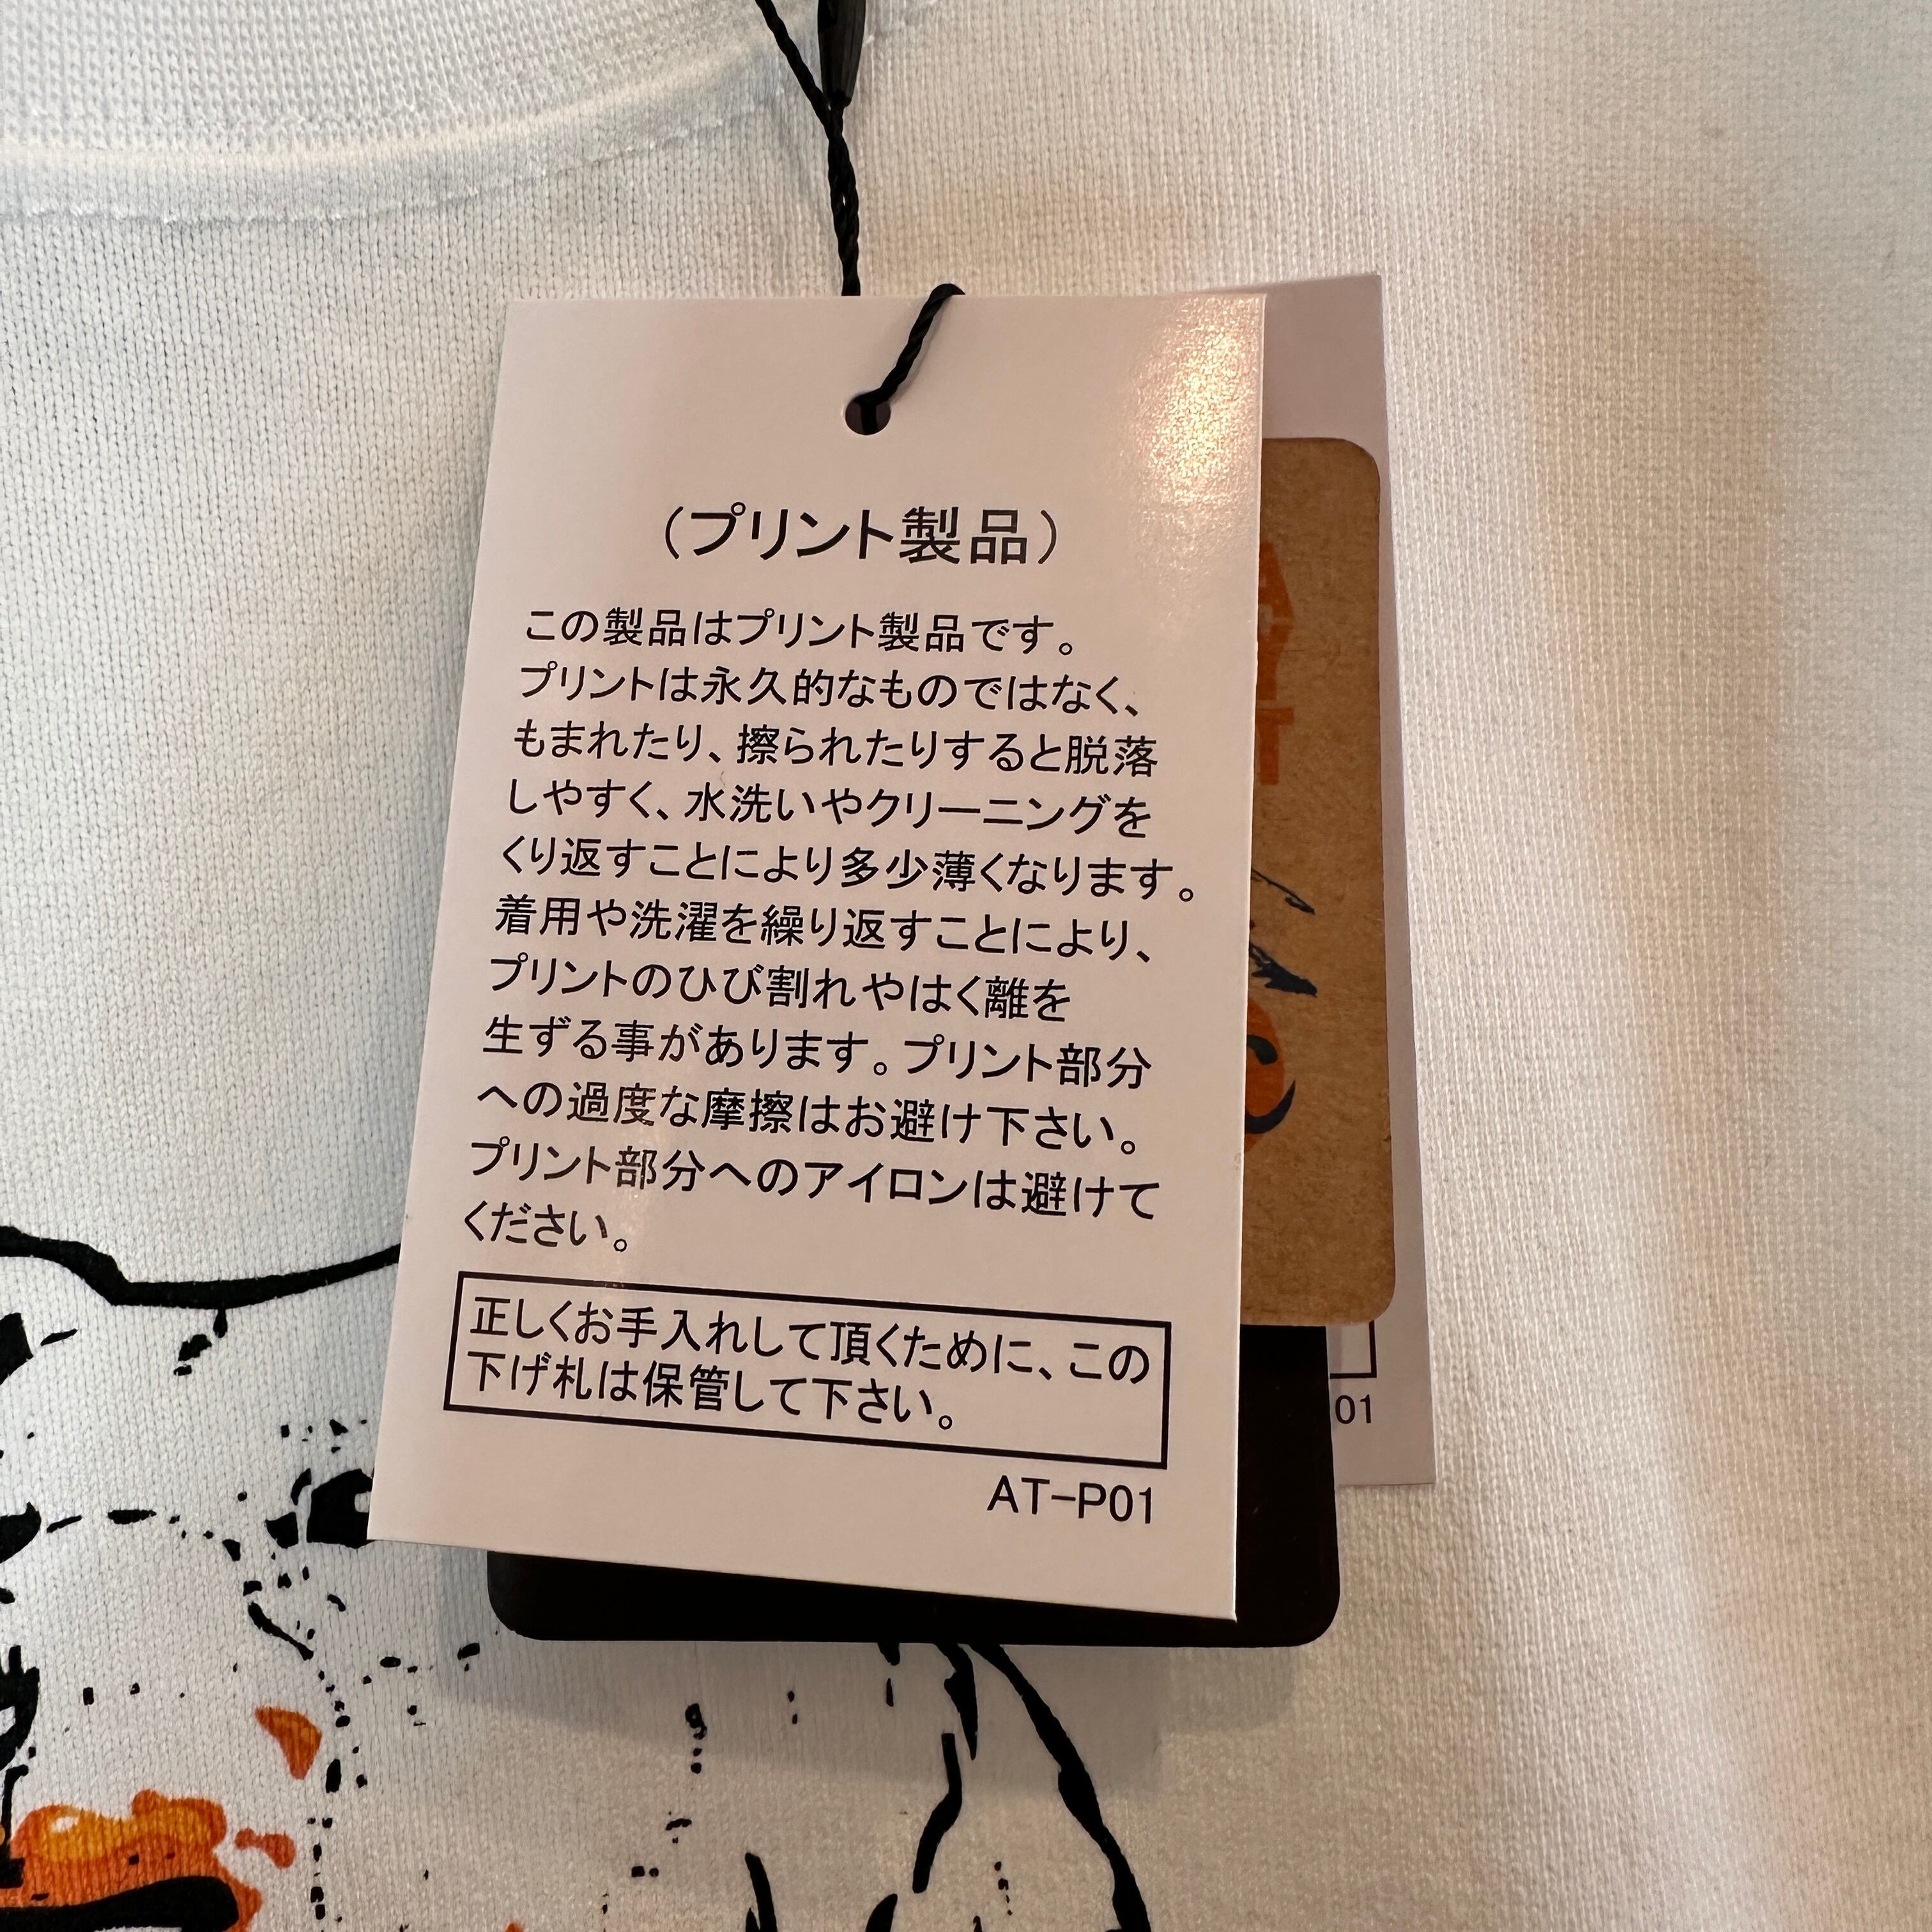 （プリント製品）
この製品はプリント製品です。
プリントは永久的なものではなく、
もまれたり、擦られたりすると脱落
しやすく、水洗いやクリーニングを
くり返すことにより多少薄くなります。
着用や洗濯を繰り返すことにより、
プリントのひび割れやはく離を
生ずる事があります。プリント部分
への過度な摩擦はお避け下さい。
プリント部分へのアイロンは避けて
ください。
正しくお手入れして頂くために、この
下げ札は保管して下さい。
AT-P01
01